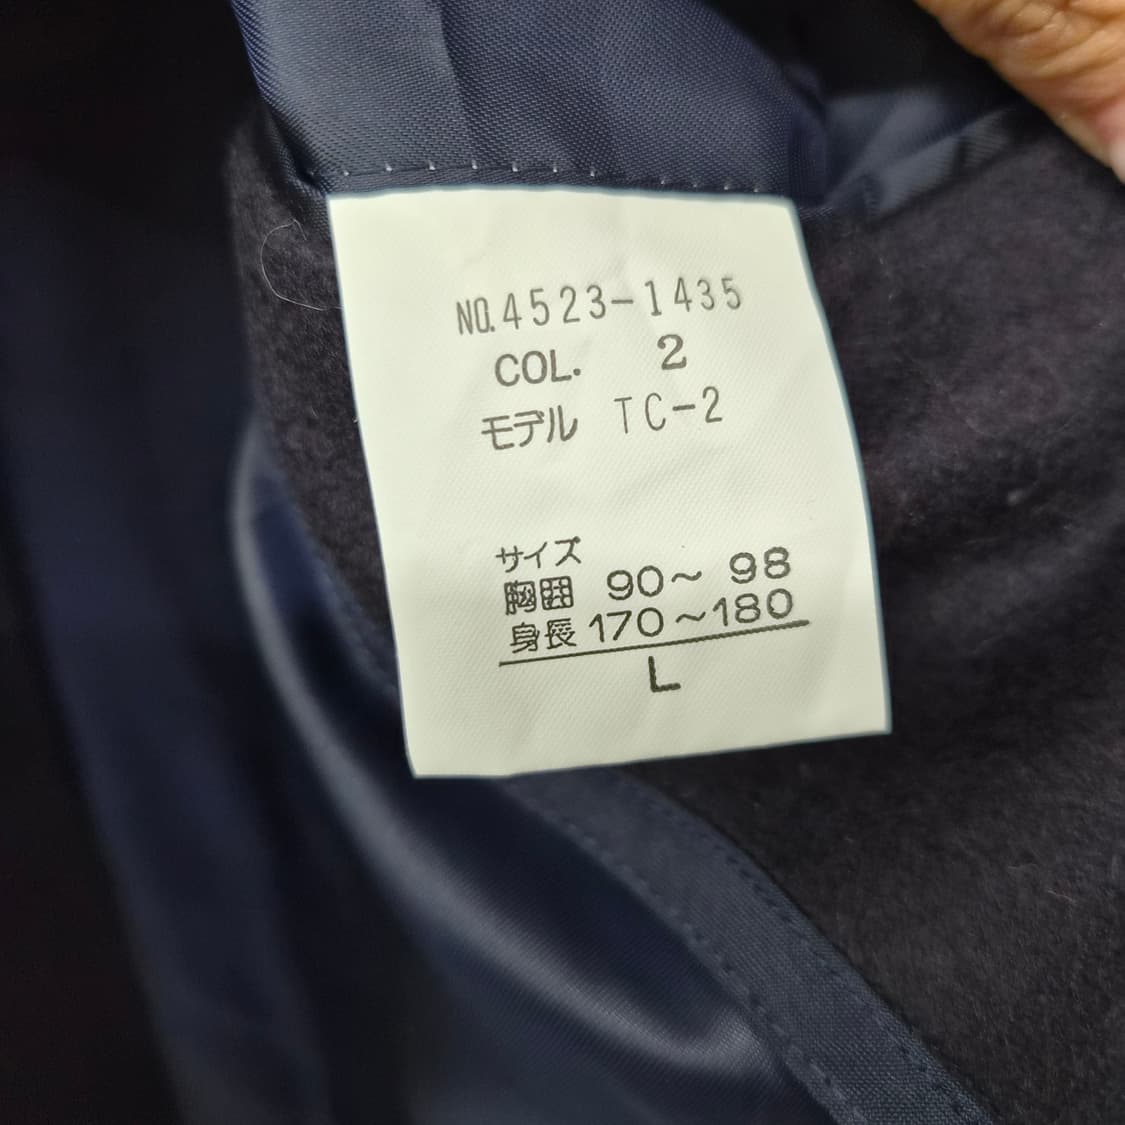 NO.4523-1435
COL. 2
モデル TC-2
サイズ
胸囲 90～ 98
身長 170～180
L